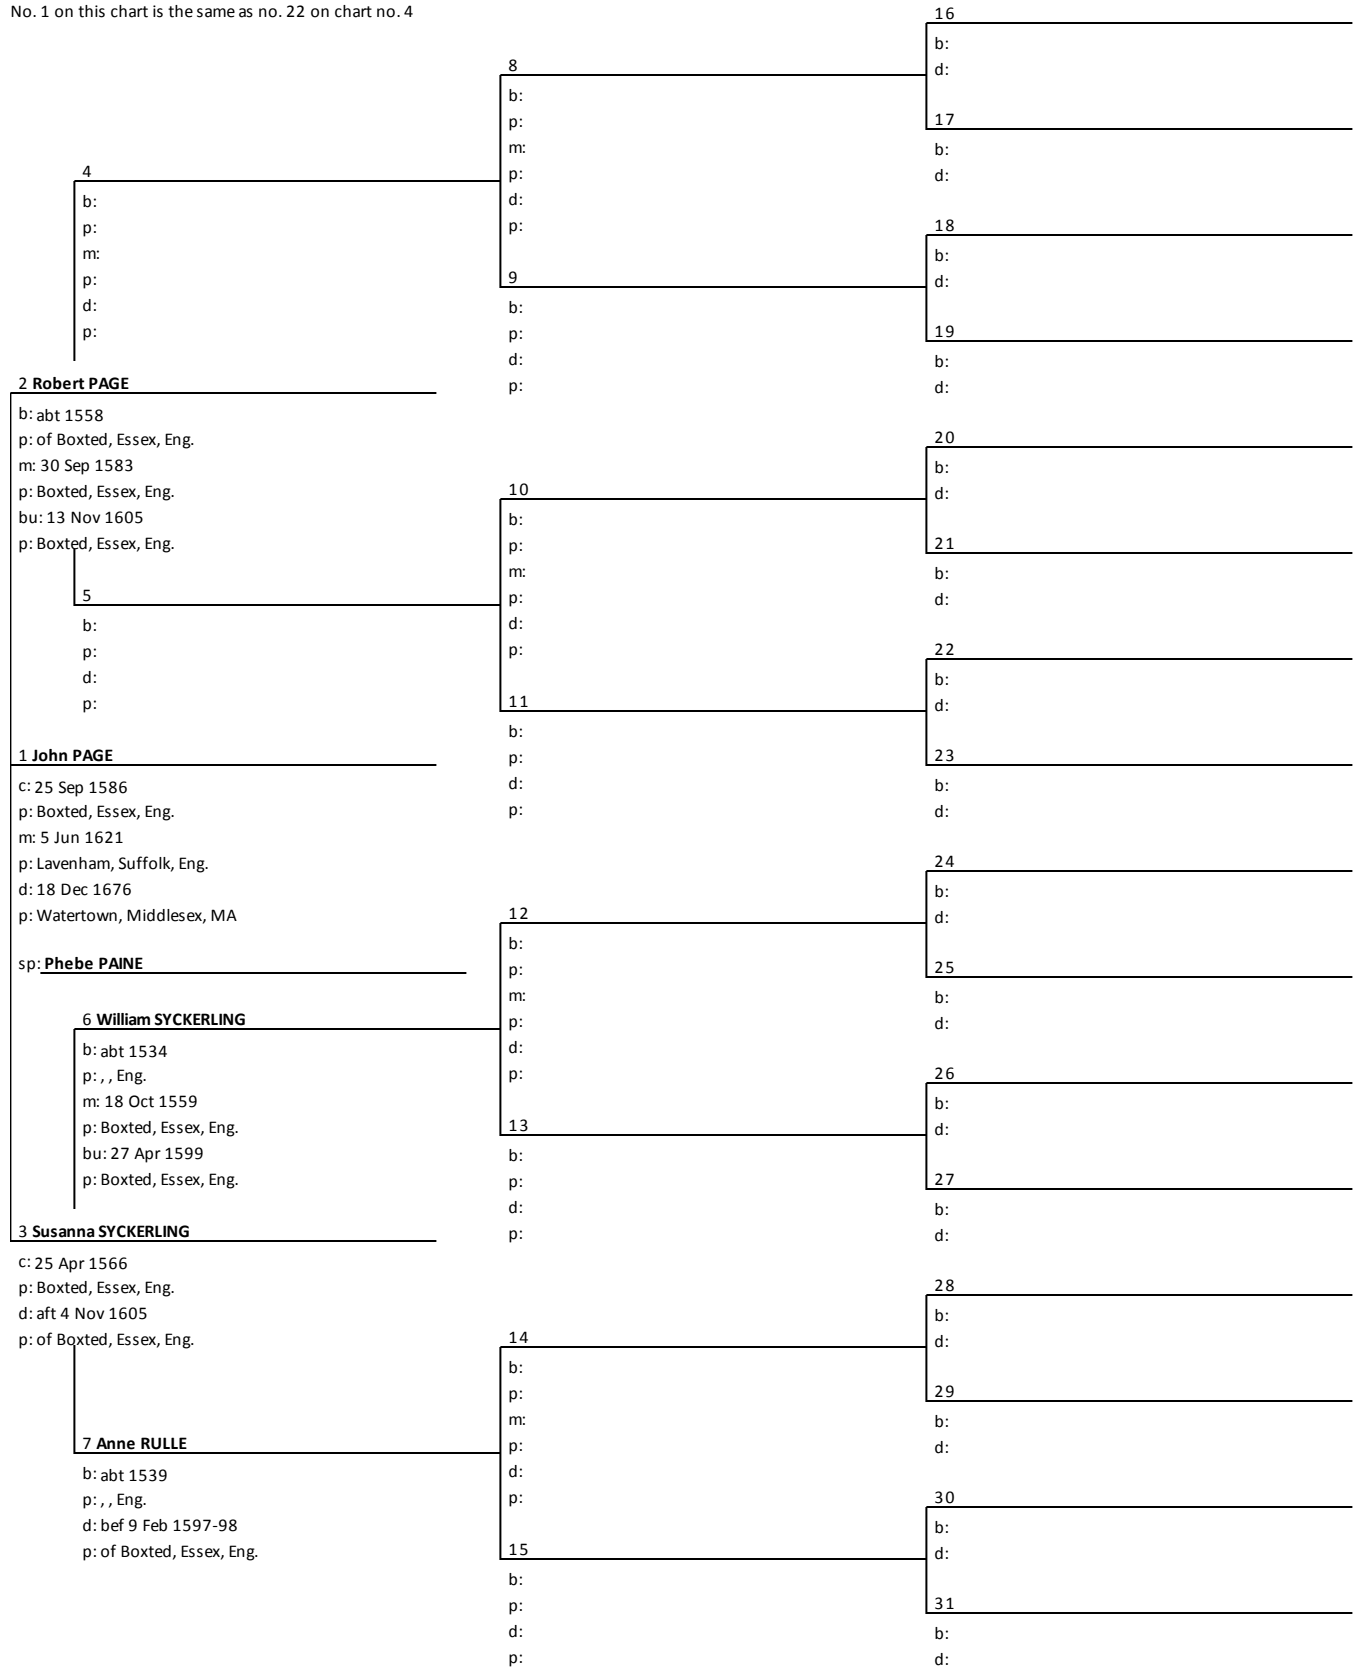 No. 1 on this chart is the same as no. 22 on chart no. 4
16
b:
d:
8
b:
p:
m:
p:
d:
p:
17
b:
d:
4
b:
p:
m:
p:
d:
p:
18
b:
d:
9
b:
p:
d:
p:
19
b:
d:
2 Robert PAGE
b: abt 1558
p: of Boxted, Essex, Eng.
m: 30 Sep 1583
p: Boxted, Essex, Eng.
bu: 13 Nov 1605
p: Boxted, Essex, Eng.
20
b:
d:
10
b:
p:
m:
p:
d:
p:
21
b:
d:
5
b:
p:
d:
p:
22
b:
d:
11
b:
p:
d:
p:
23
b:
d:
1 John PAGE
c: 25 Sep 1586
p: Boxted, Essex, Eng.
m: 5 Jun 1621
p: Lavenham, Suffolk, Eng.
d: 18 Dec 1676
p: Watertown, Middlesex, MA
sp: Phebe PAINE
24
b:
d:
12
b:
p:
m:
p:
d:
p:
25
b:
d:
6 William SYCKERLING
b: abt 1534
p: , , Eng.
m: 18 Oct 1559
p: Boxted, Essex, Eng.
bu: 27 Apr 1599
p: Boxted, Essex, Eng.
26
b:
d:
13
b:
p:
d:
p:
27
b:
d:
3 Susanna SYCKERLING
c: 25 Apr 1566
p: Boxted, Essex, Eng.
d: aft 4 Nov 1605
p: of Boxted, Essex, Eng.
28
b:
d:
14
b:
p:
m:
p:
d:
p:
29
b:
d:
7 Anne RULLE
b: abt 1539
p: , , Eng.
d: bef 9 Feb 1597-98
p: of Boxted, Essex, Eng.
30
b:
d:
15
b:
p:
d:
p:
31
b:
d: